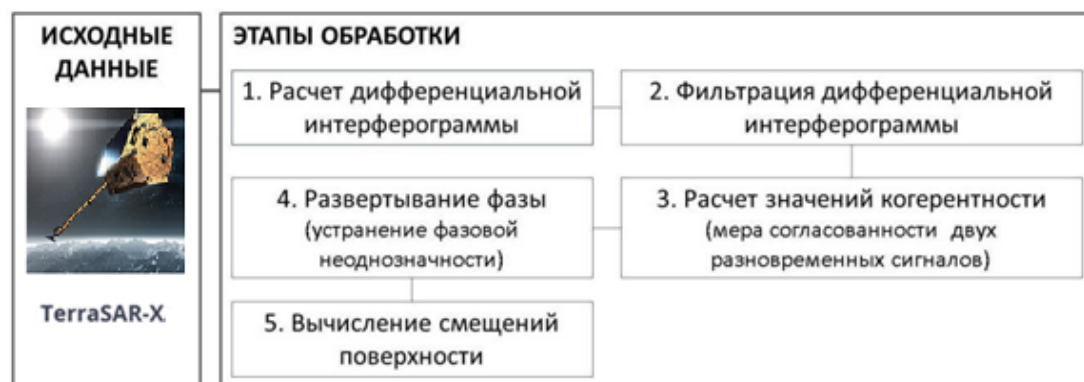 ИСХОДНЫЕ
ДАННЫЕ
TerraSAR-X
ЭТАПЫ ОБРАБОТКИ
1. Расчет дифференциальной
интерферограммы
2. Фильтрация дифференциальной
интерферограммы
3. Расчет значений когерентности
(мера согласованности двух
разновременных сигналов)
4. Развертывание фазы
(устранение фазовой
неоднозначности)
5. Вычисление смещений
поверхности